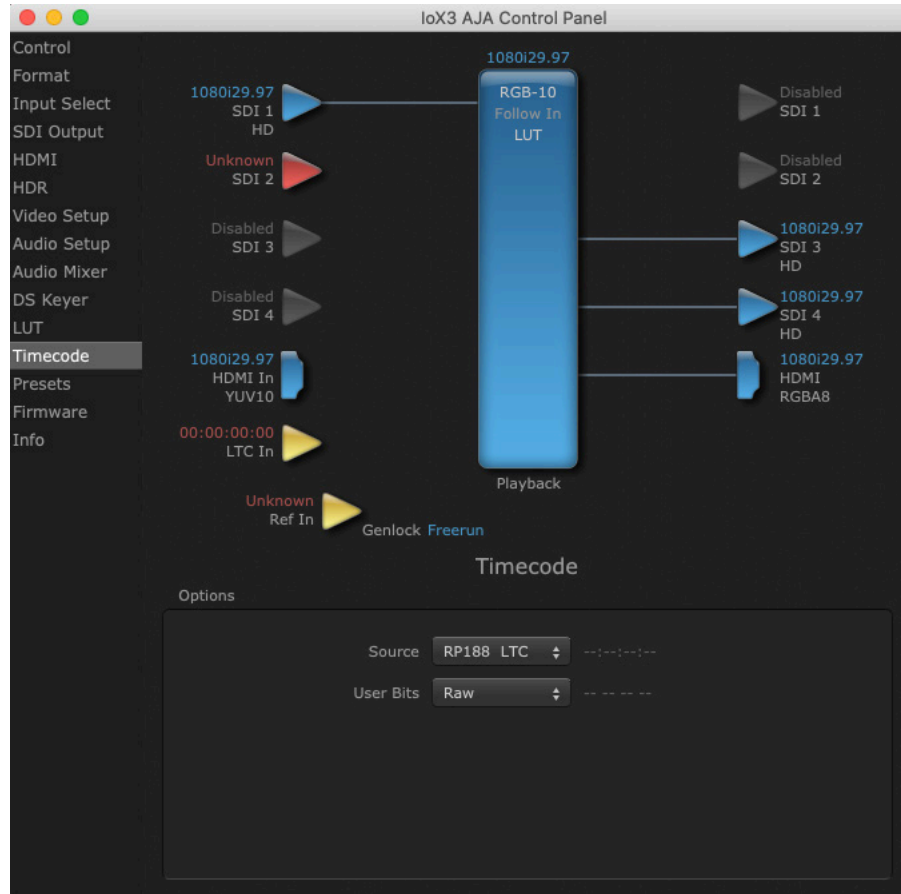 IoX3 AJA Control Panel
Control
Format
Input Select
SDI Output
HDMI
HDR
Video Setup
Audio Setup
Audio Mixer
DS Keyer
LUT
Timecode
Presets
Firmware
Info
1080i29.97
SDI 1
HD
Unknown
SDI 2
Disabled
SDI 3
Disabled
SDI 4
1080i29.97
HDMI In
YUV10
00:00:00:00
LTC In
Unknown
Ref In
Genlock Freerun
1080i29.97
RGB-10
Follow In
LUT
Playback
Disabled
SDI 1
Disabled
SDI 2
1080i29.97
SDI 3
HD
1080i29.97
SDI 4
HD
1080i29.97
HDMI
RGBA8
Timecode
Options
Source RP188 LTC --:--:--:--
User Bits Raw -- -- -- --